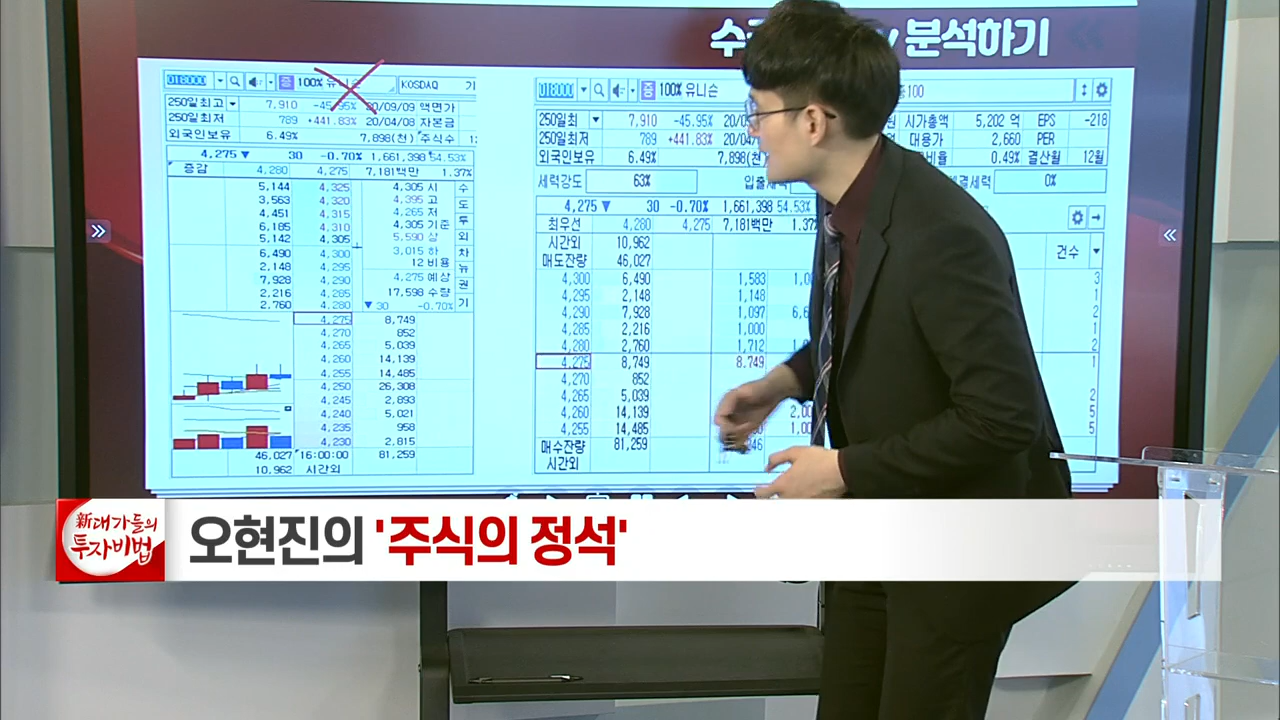 분석하기
018000 100% 유니슨 KOSDAQ
250일최고 7,910 -45.95% 20/09/09 액면가
250일최저 789 +441.83% 20/04/08 자본금
외국인보유 6.49% 7,898(천) 주식수
4,275 ▼ 30 -0.70% 1,661,398 54.53%
증감 4,280 4,275 7,181백만 1.37%
5,144 4,325 4,305 시 수
3,563 4,320 4,395 고 도
4,451 4,315 4,265 저 투
6,185 4,310 4,305 기준
5,142 4,305 5,590 상 외
6,490 4,300 3,015 하 차
2,148 4,295 12 비용 뉴
7,928 4,290 4,275 예상 권
2,216 4,285 17,598 수량
2,760 4,280 ▼ 30 -0.70% 기
4,275 8,749
4,270 852
4,265 5,039
4,260 14,139
4,255 14,485
4,250 26,308
4,245 2,893
4,240 5,021
4,235 958
4,230 2,815
46,027 16:00:00 81,259
10,962 시간외
018000 증 100% 유니슨
250일최 7,910 -45.95% 시가총액 5,202 억 EPS -218
250일최저 789 +441.83% 대용가 2,660 PER
외국인보유 6.49% 7,898(천) 0.49% 결산월 12월
세력강도 63% 0%
4,275 ▼ 30 -0.70% 1,661,398 54.53%
최우선 4,280 4,275 7,181백만 1.37%
시간외 10,962 건수
매도잔량 46,027
4,300 6,490 1,583 3
4,295 2,148 1,148 1
4,290 7,928 1,097 2
4,285 2,216 1,000 1
4,280 2,760 1,712 2
4,275 8,749 8,749 1
4,270 852
4,265 5,039 2
4,260 14,139 5
4,255 14,485 5
매수잔량 81,259
시간외
新대가들의
투자비법
오현진의 '주식의 정석'